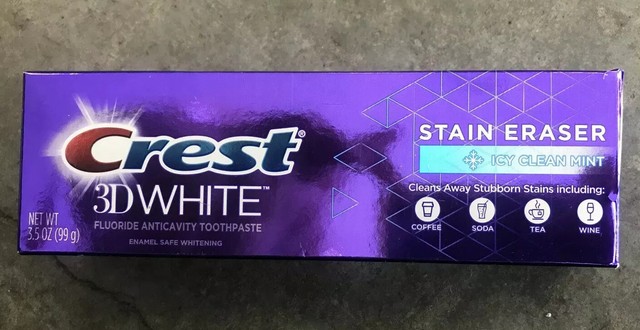 Crest®
3D WHITE™
FLUORIDE ANTICAVITY TOOTHPASTE
ENAMEL SAFE WHITENING
NET WT
3.5 OZ (99 g)
STAIN ERASER
ICY CLEAN MINT
Cleans Away Stubborn Stains including:
COFFEE SODA TEA WINE